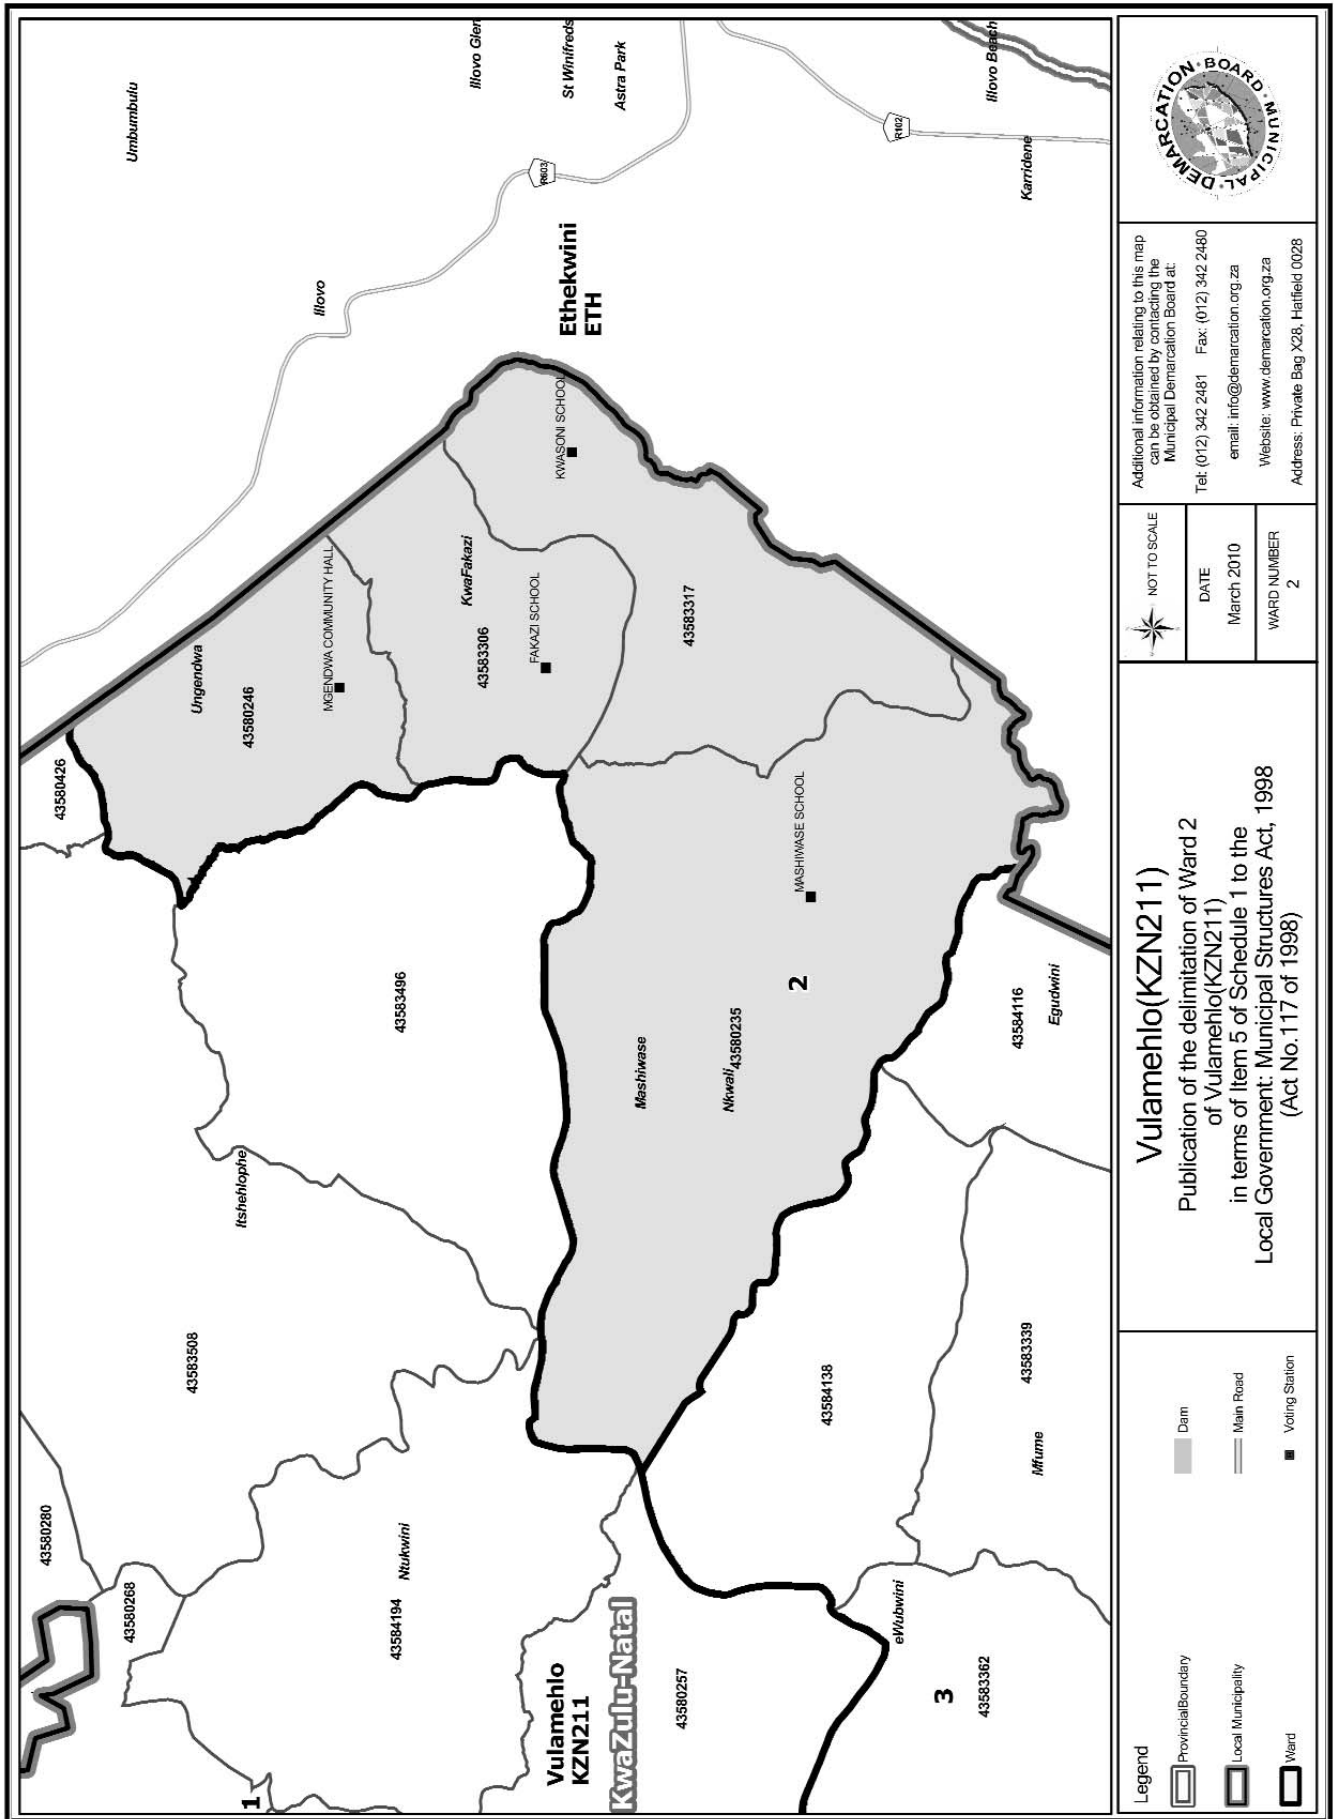 Umbumbulu
Illovo Glen
St Winifreds
Astra Park
Illovo Beach
Illovo
R603
R102
Karridene
Ethekwini
ETH
43580426
Ungendwa
43580246
MGENDWA COMMUNITY HALL
KwaFakazi
43583306
FAKAZI SCHOOL
KWASONI SCHOOL
43583317
MASHIWASE SCHOOL
43583496
Mashiwase
Nkwali
43580235
2
43584116
Egudwini
Itshehlophe
43583508
43584138
43583339
Mfume
43580280
43580268
Ntukwini
43584194
1
Vulamehlo
KZN211
KwaZulu-Natal
43580257
eWubwini
3
43583362
Legend
ProvincialBoundary
Local Municipality
Ward
Dam
Main Road
Voting Station
Vulamehlo(KZN211)
Publication of the delimitation of Ward 2
of Vulamehlo(KZN211)
in terms of Item 5 of Schedule 1 to the
Local Government: Municipal Structures Act, 1998
(Act No.117 of 1998)
NOT TO SCALE
DATE
March 2010
WARD NUMBER
2
Additional information relating to this map
can be obtained by contacting the
Municipal Demarcation Board at:
Tel: (012) 342 2481 Fax: (012) 342 2480
email: info@demarcation.org.za
Website: www.demarcation.org.za
Address: Private Bag X28, Hatfield 0028
MUNICIPAL DEMARCATION BOARD